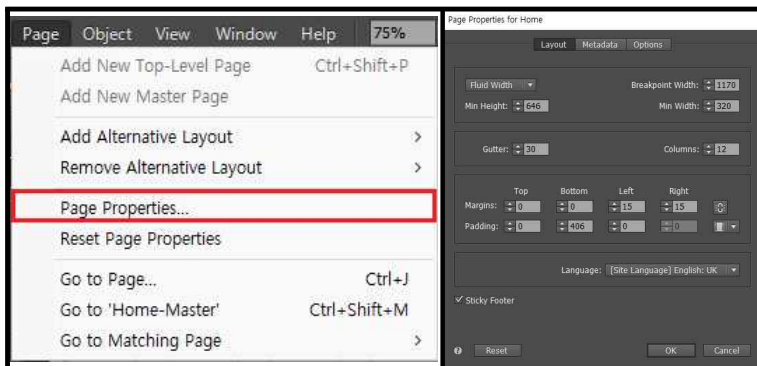 Page Object View Window Help 75%
Add New Top-Level Page Ctrl+Shift+P
Add New Master Page
Add Alternative Layout >
Remove Alternative Layout >
Page Properties...
Reset Page Properties
Go to Page... Ctrl+J
Go to 'Home-Master' Ctrl+Shift+M
Go to Matching Page >
Page Properties for Home
Layout Metadata Options
Fluid Width Breakpoint Width: 1170
Min Height: 646 Min Width: 320
Gutter: 30 Columns: 12
Top Bottom Left Right
Margins: 0 0 15 15
Padding: 0 406 0 0
Language: [Site Language] English: UK
Sticky Footer
? Reset OK Cancel